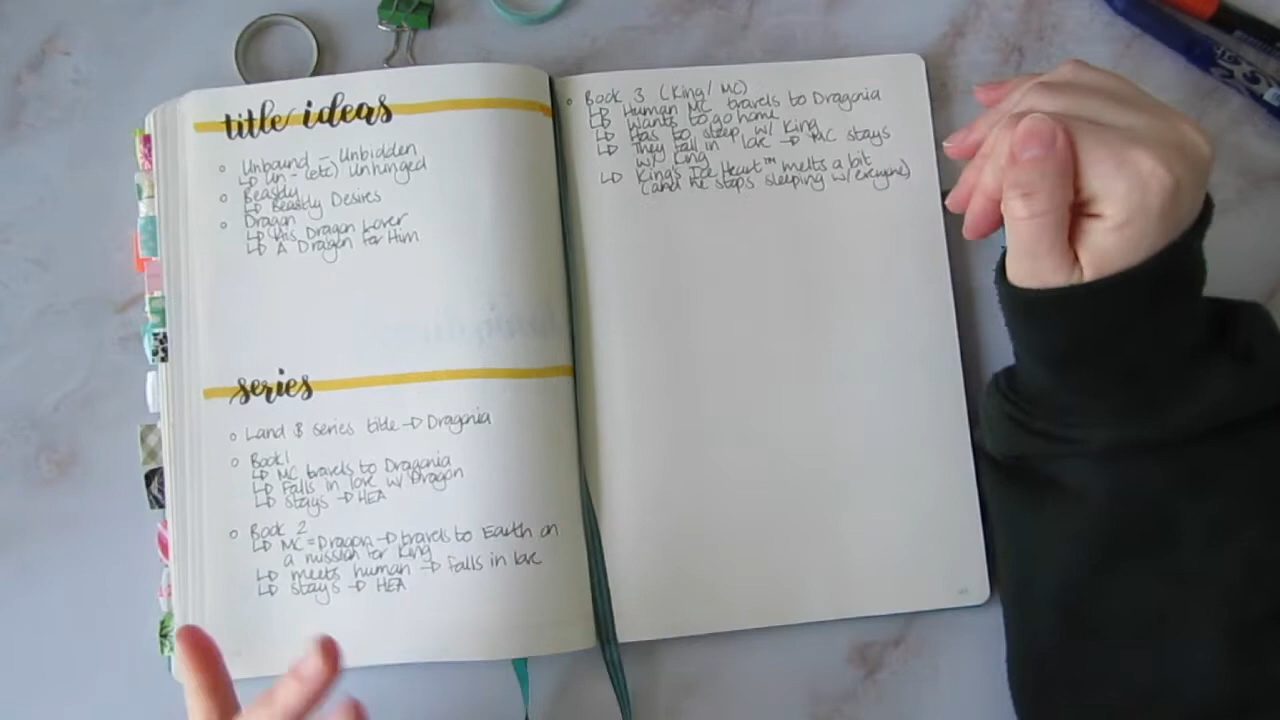 title ideas
Unbound - Unbidden
↳ un- (etc) Unhinged
Beastly
↳ Beastly Desires
Dragon
↳ His Dragon Lover
↳ A Dragon for Him
series
Land & series title → Dragonia
Book 1
↳ MC travels to Dragonia
↳ Falls in love w/ Dragon
↳ stays → HEA
Book 2
↳ MC = Dragon → travels to Earth on
a mission for King
↳ meets human → falls in love
↳ stays → HEA
Book 3 (King/MC)
↳ Human MC travels to Dragonia
↳ Wants to go home
↳ Has to sleep w/ King
↳ They fall in love → MC stays
w/ King
↳ King's Ice Heart™ melts a bit
(and he stops sleeping w/ everyone)